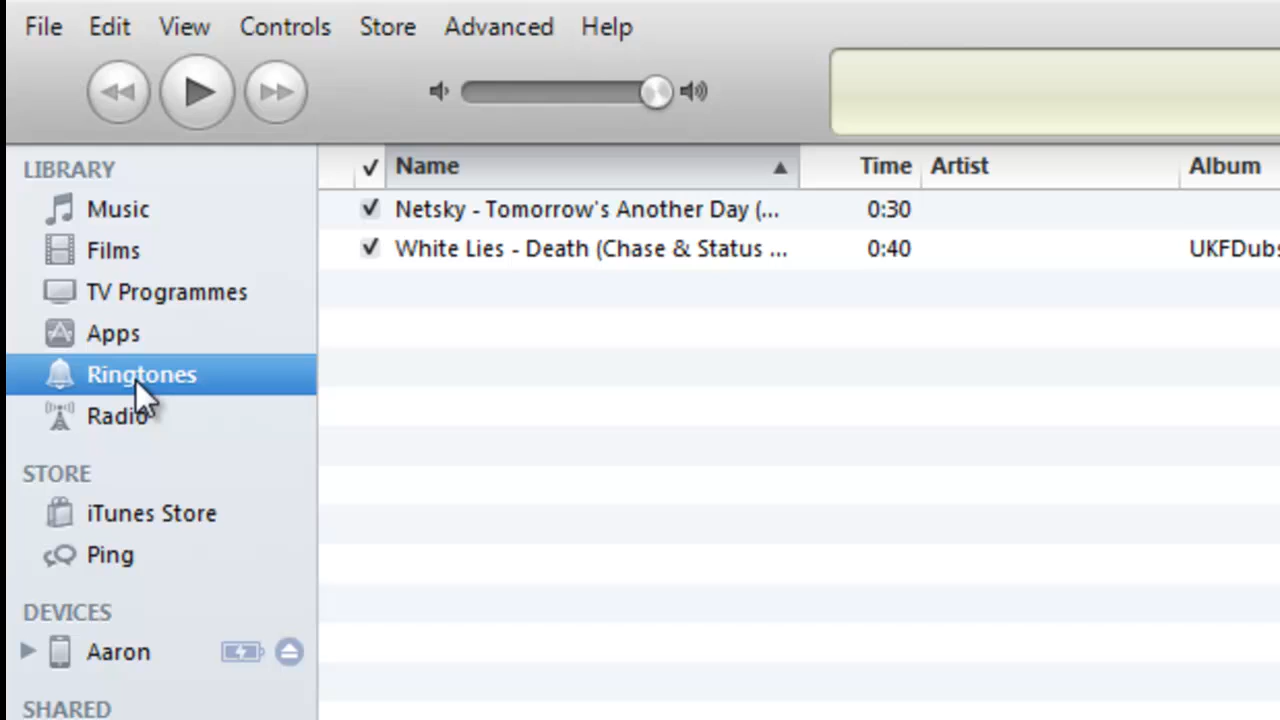 File Edit View Controls Store Advanced Help
LIBRARY
Music
Films
TV Programmes
Apps
Ringtones
Radio
STORE
iTunes Store
Ping
DEVICES
Aaron
SHARED
Name Time Artist Album
Netsky - Tomorrow's Another Day (... 0:30
White Lies - Death (Chase & Status ... 0:40 UKFDubs